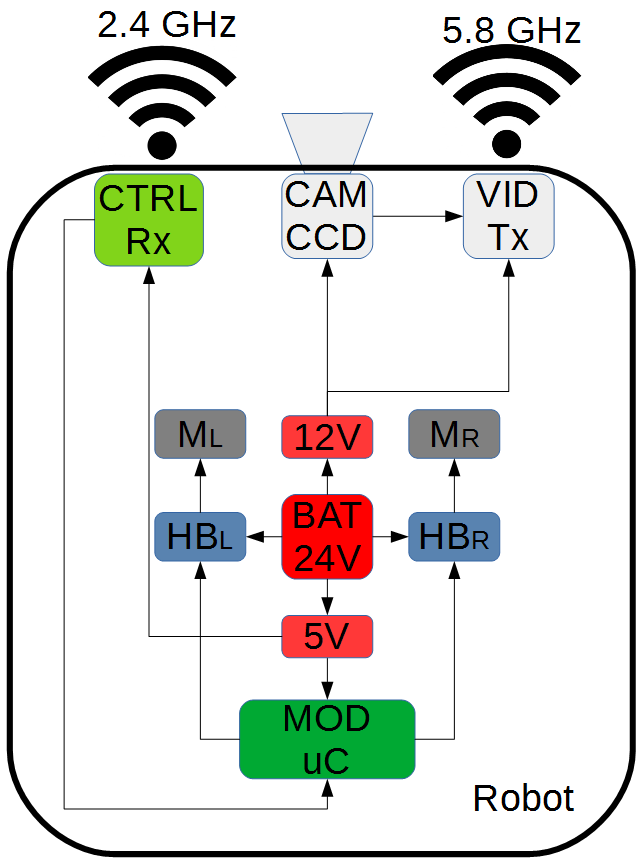 2.4 GHz
5.8 GHz
CTRL
Rx
CAM
CCD
VID
Tx
ML
12V
MR
HBL
BAT
24V
HBR
5V
MOD
uC
Robot